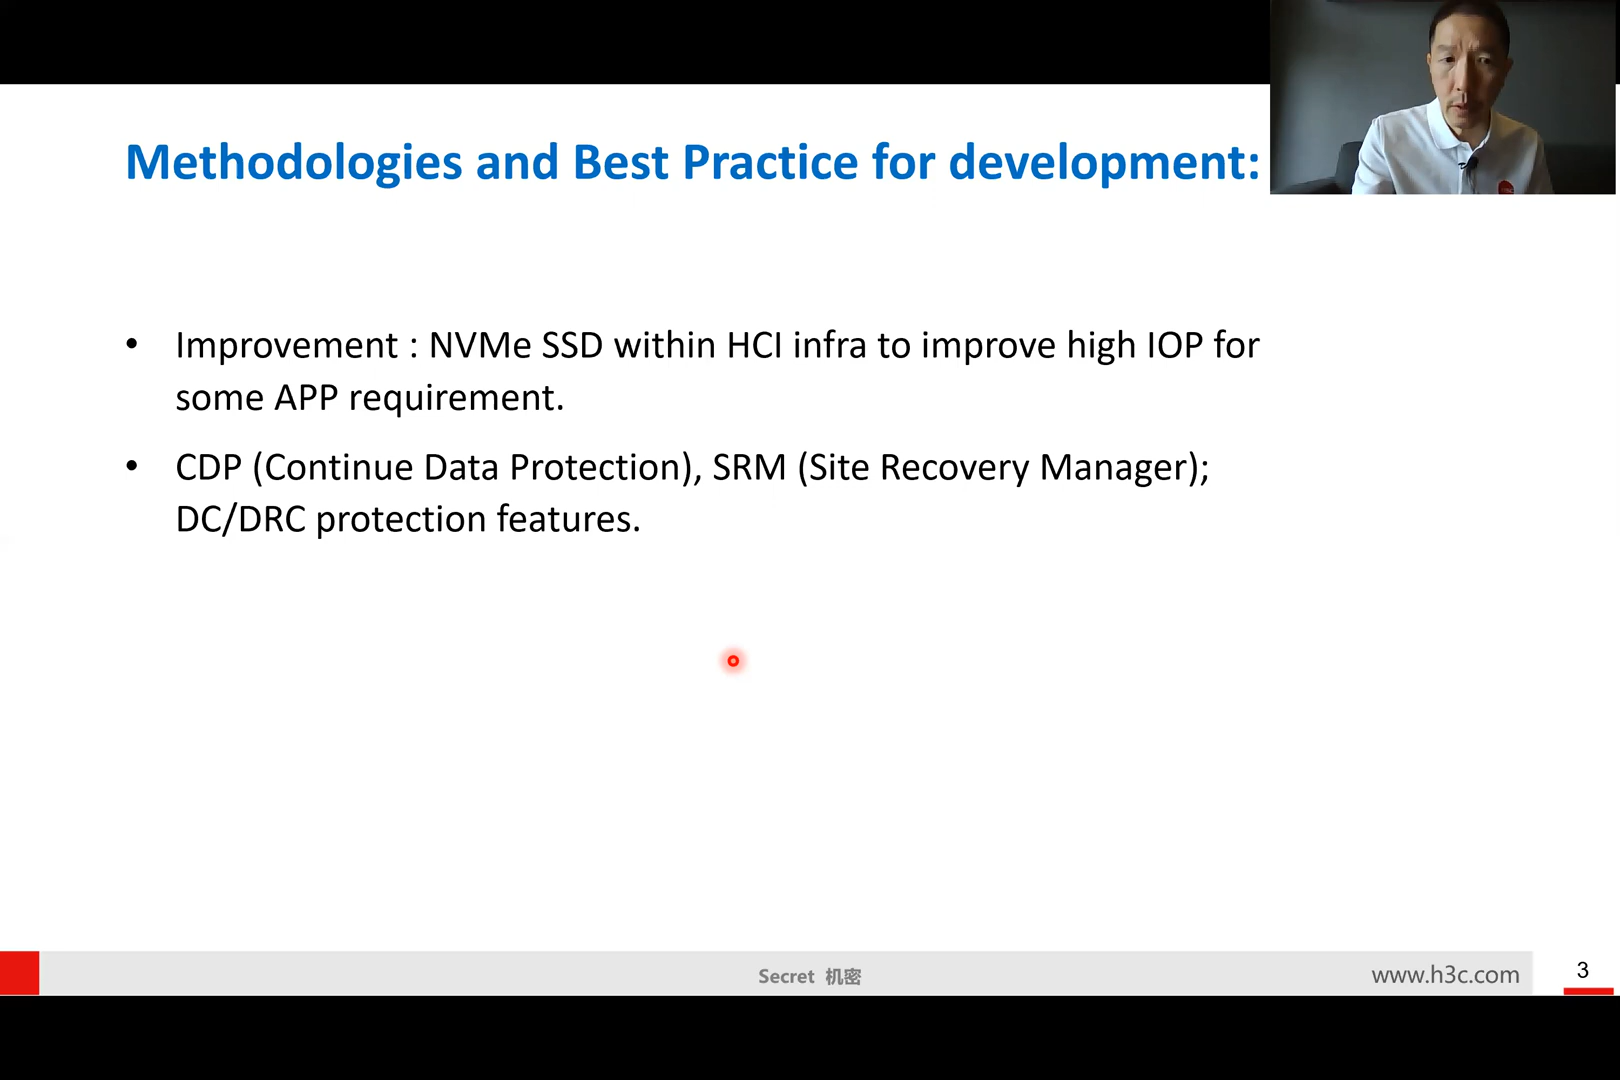 Methodologies and Best Practice for development:
• Improvement : NVMe SSD within HCI infra to improve high IOP for
some APP requirement.
• CDP (Continue Data Protection), SRM (Site Recovery Manager);
DC/DRC protection features.
Secret 机密
www.h3c.com
3